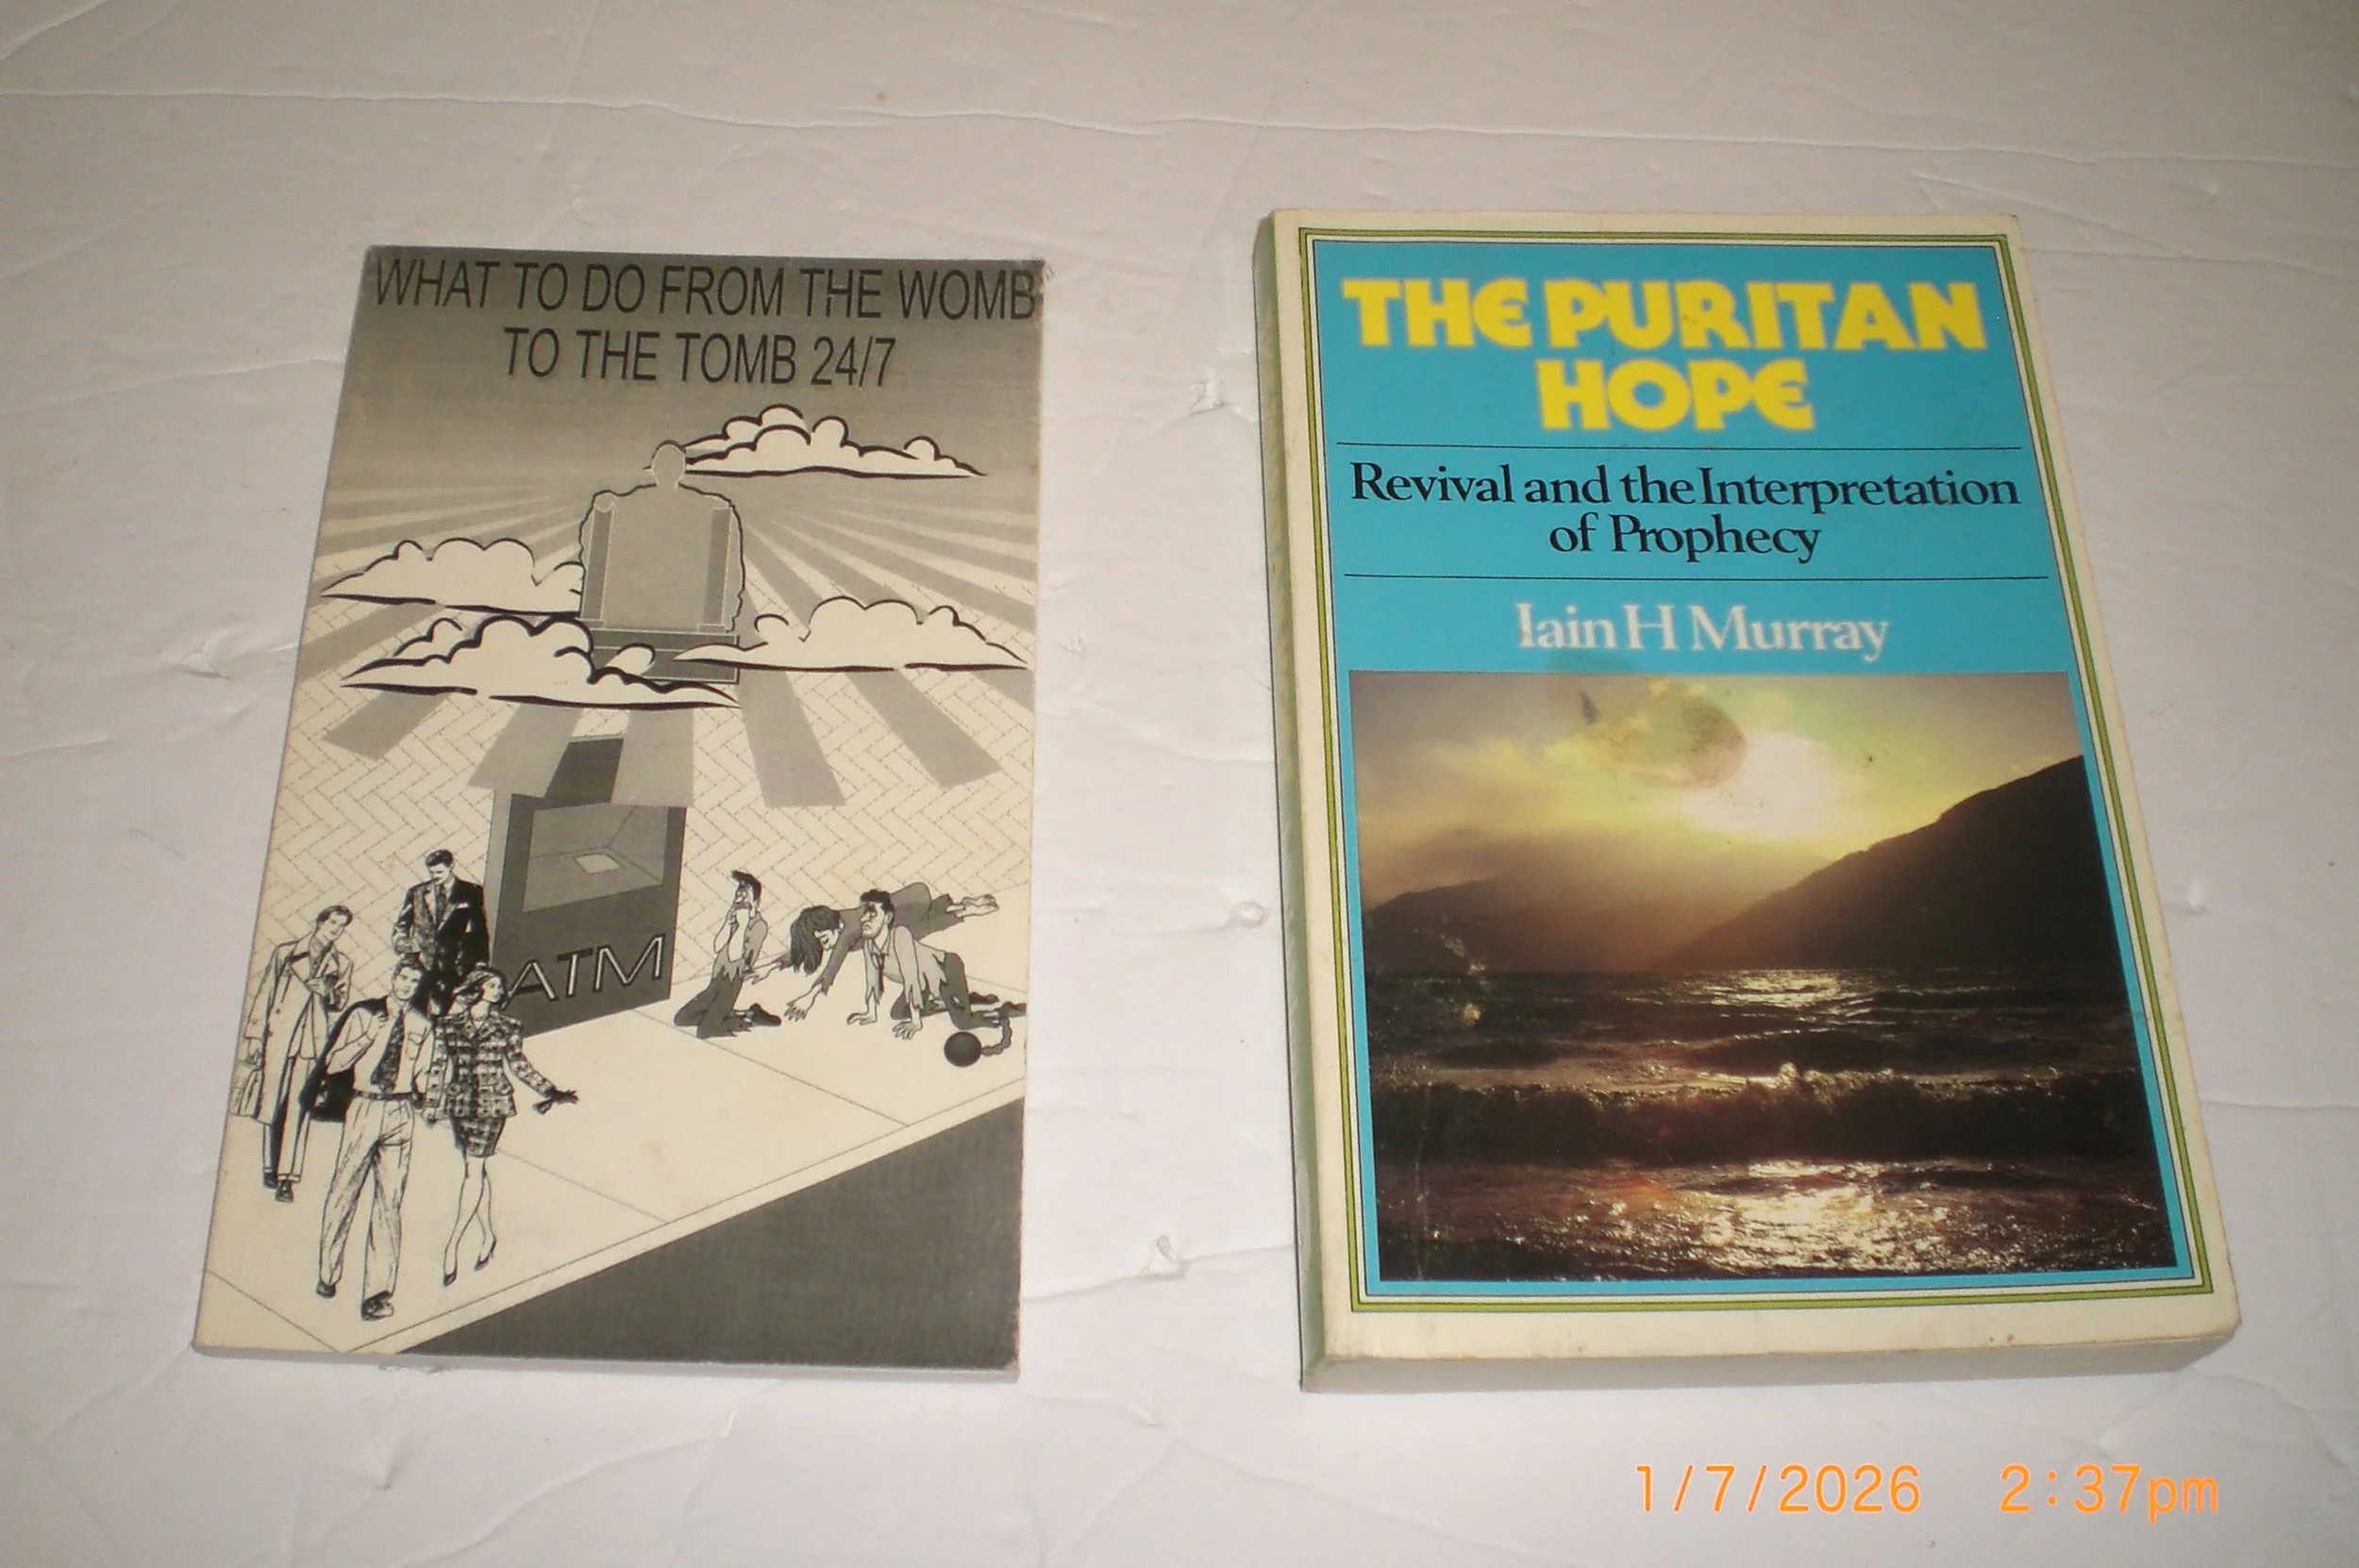 WHAT TO DO FROM THE WOMB
TO THE TOMB 24/7
ATM
THE PURITAN
HOPE
Revival and the Interpretation
of Prophecy
Iain H Murray
1/7/2026 2:37pm